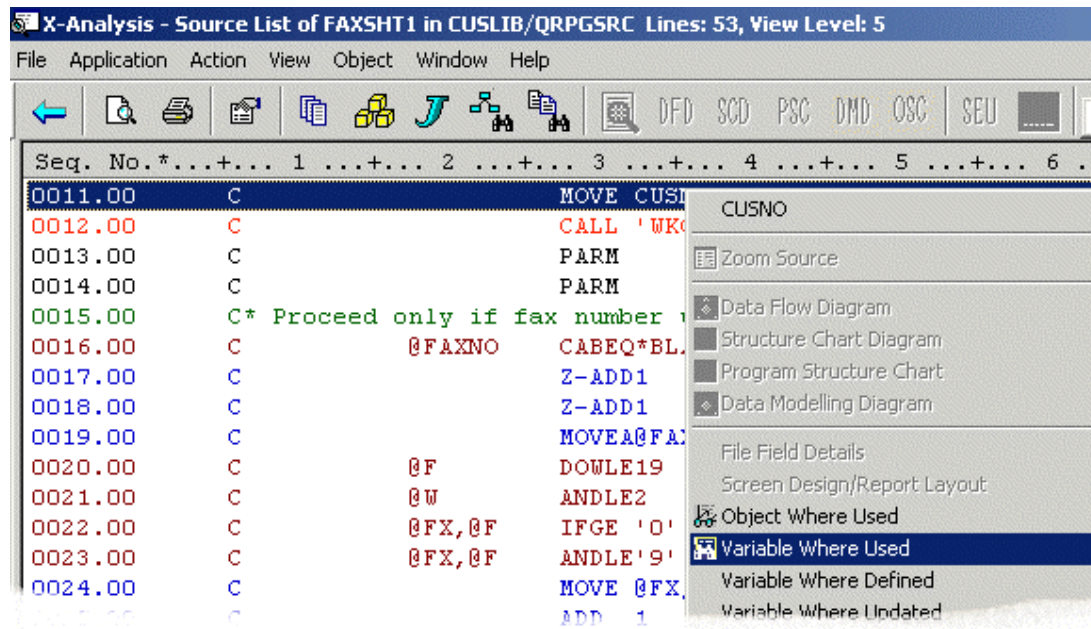 X-Analysis - Source List of FAXSHT1 in CUSLIB/QRPGSRC Lines: 53, View Level: 5
File Application Action View Object Window Help
DFD SCD PSC DMD OSC SEU
Seq. No.*...+... 1 ...+... 2 ...+... 3 ...+... 4 ...+... 5 ...+... 6 .
0011.00 C MOVE
0012.00 C CALL
0013.00 C PARM
0014.00 C PARM
0015.00 C* Proceed only if fax number
0016.00 C @FAXNO CABEQ*BL
0017.00 C Z-ADD1
0018.00 C Z-ADD1
0019.00 C MOVEA@FA
0020.00 C @F DOWLE19
0021.00 C @W ANDLE2
0022.00 C @FX,@F IFGE '0'
0023.00 C @FX,@F ANDLE'9'
0024.00 C MOVE @FX
ADD 1
CUSNO
Zoom Source
Data Flow Diagram
Structure Chart Diagram
Program Structure Chart
Data Modelling Diagram
File Field Details
Screen Design/Report Layout
Object Where Used
Variable Where Used
Variable Where Defined
Variable Where Updated